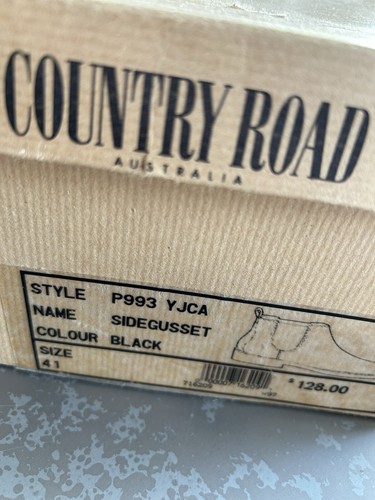 COUNTRY ROAD
AUSTRALIA
STYLE P993 YJCA
NAME SIDEGUSSET
COLOUR BLACK
SIZE
41
$128.00